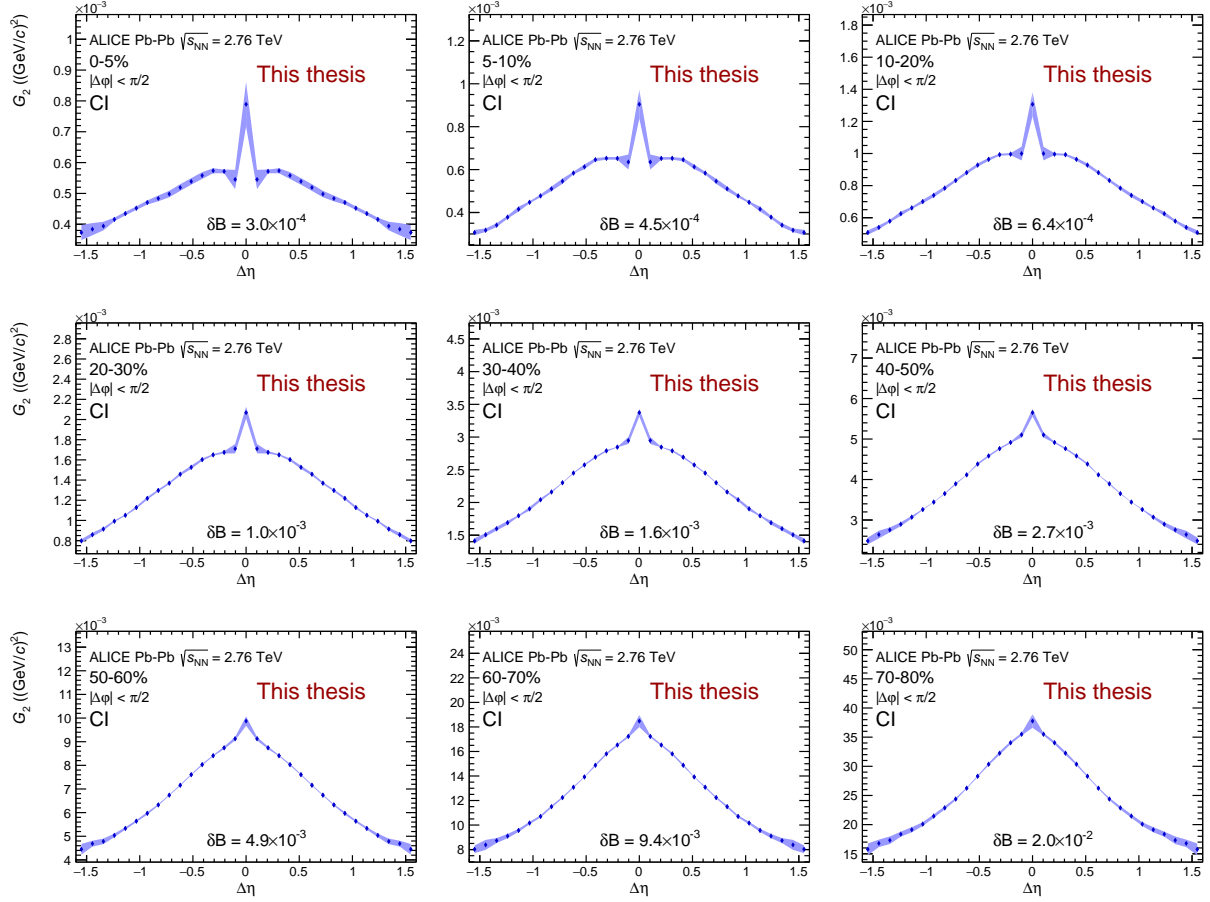 ×10⁻³
G₂ ((GeV/c)²)
1
0.9
0.8
0.7
0.6
0.5
0.4
−1.5 −1 −0.5 0 0.5 1 1.5
Δη
ALICE Pb-Pb √sNN = 2.76 TeV
0-5%
|Δφ| < π/2
CI
This thesis
δB = 3.0×10⁻⁴
×10⁻³
1.2
1
0.8
0.6
0.4
−1.5 −1 −0.5 0 0.5 1 1.5
Δη
ALICE Pb-Pb √sNN = 2.76 TeV
5-10%
|Δφ| < π/2
CI
This thesis
δB = 4.5×10⁻⁴
×10⁻³
1.8
1.6
1.4
1.2
1
0.8
0.6
−1.5 −1 −0.5 0 0.5 1 1.5
Δη
ALICE Pb-Pb √sNN = 2.76 TeV
10-20%
|Δφ| < π/2
CI
This thesis
δB = 6.4×10⁻⁴
×10⁻³
G₂ ((GeV/c)²)
2.8
2.6
2.4
2.2
2
1.8
1.6
1.4
1.2
1
0.8
−1.5 −1 −0.5 0 0.5 1 1.5
Δη
ALICE Pb-Pb √sNN = 2.76 TeV
20-30%
|Δφ| < π/2
CI
This thesis
δB = 1.0×10⁻³
×10⁻³
4.5
4
3.5
3
2.5
2
1.5
−1.5 −1 −0.5 0 0.5 1 1.5
Δη
ALICE Pb-Pb √sNN = 2.76 TeV
30-40%
|Δφ| < π/2
CI
This thesis
δB = 1.6×10⁻³
×10⁻³
7
6
5
4
3
−1.5 −1 −0.5 0 0.5 1 1.5
Δη
ALICE Pb-Pb √sNN = 2.76 TeV
40-50%
|Δφ| < π/2
CI
This thesis
δB = 2.7×10⁻³
×10⁻³
G₂ ((GeV/c)²)
13
12
11
10
9
8
7
6
5
4
−1.5 −1 −0.5 0 0.5 1 1.5
Δη
ALICE Pb-Pb √sNN = 2.76 TeV
50-60%
|Δφ| < π/2
CI
This thesis
δB = 4.9×10⁻³
×10⁻³
24
22
20
18
16
14
12
10
8
−1.5 −1 −0.5 0 0.5 1 1.5
Δη
ALICE Pb-Pb √sNN = 2.76 TeV
60-70%
|Δφ| < π/2
CI
This thesis
δB = 9.4×10⁻³
×10⁻³
50
45
40
35
30
25
20
15
−1.5 −1 −0.5 0 0.5 1 1.5
Δη
ALICE Pb-Pb √sNN = 2.76 TeV
70-80%
|Δφ| < π/2
CI
This thesis
δB = 2.0×10⁻²